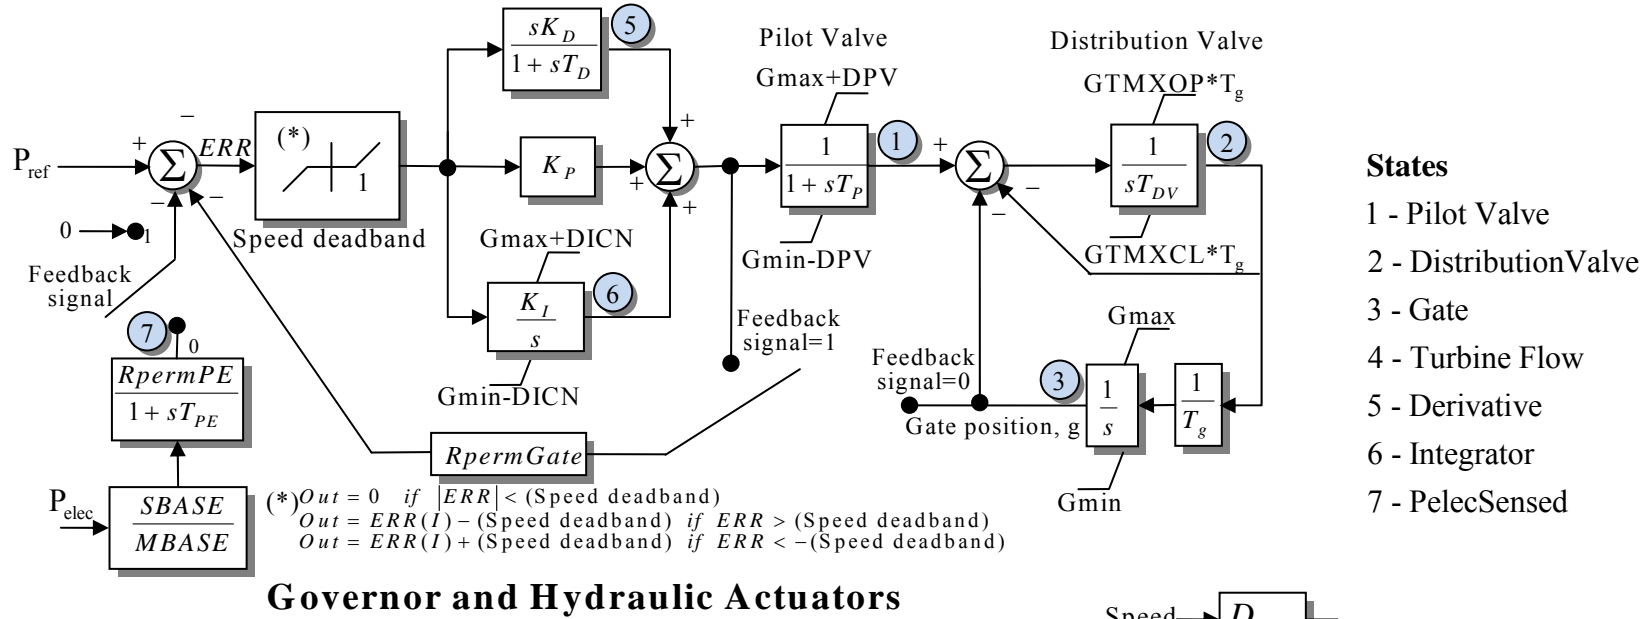 sK_D
1 + sT_D
5
Pilot Valve
Gmax+DPV
Distribution Valve
GTMXOP*T_g
P_ref
+
−
ERR
(*)
1
Speed deadband
K_P
+
+
+
Σ
Σ
1
1 + sT_P
1
Gmin-DPV
+
Σ
−
−
1
sT_DV
2
GTMXCL*T_g
States
1 - Pilot Valve
2 - DistributionValve
3 - Gate
4 - Turbine Flow
5 - Derivative
6 - Integrator
7 - PelecSensed
0
1
−
−
Feedback
signal
Gmax+DICN
K_I
s
6
Gmin-DICN
Feedback
signal=1
Feedback
signal=0
Gate position, g
3
Gmax
1
s
Gmin
1
T_g
7
0
RpermPE
1 + sT_PE
RpermGate
P_elec
SBASE
MBASE
(*) Out = 0 if |ERR| < (Speed deadband)
Out = ERR(I) − (Speed deadband) if ERR > (Speed deadband)
Out = ERR(I) + (Speed deadband) if ERR < −(Speed deadband)
Governor and Hydraulic Actuators
Speed
D